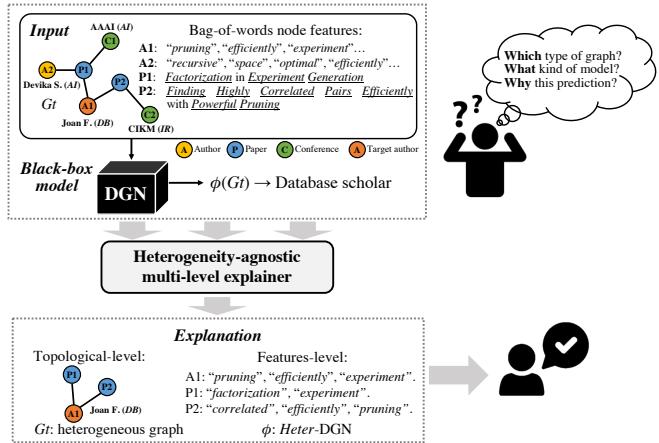 Input
AAAI (AI)
C1
A2
P1
P2
Devika S. (AI)
Gt
A1
C2
Joan F. (DB)
CIKM (IR)
Bag-of-words node features:
A1: “pruning”, “efficiently”, “experiment”…
A2: “recursive”, “space”, “optimal”, “efficiently”…
P1: Factorization in Experiment Generation
P2: Finding Highly Correlated Pairs Efficiently
with Powerful Pruning
A Author P Paper C Conference A Target author
Black-box
model
DGN
ϕ(Gt) → Database scholar
Which type of graph?
What kind of model?
Why this prediction?
???
Heterogeneity-agnostic
multi-level explainer
Explanation
Topological-level:
P1
P2
A1
Joan F. (DB)
Gt: heterogeneous graph
Features-level:
A1: “pruning”, “efficiently”, “experiment”.
P1: “factorization”, “experiment”.
P2: “correlated”, “efficiently”, “pruning”.
ϕ: Heter-DGN